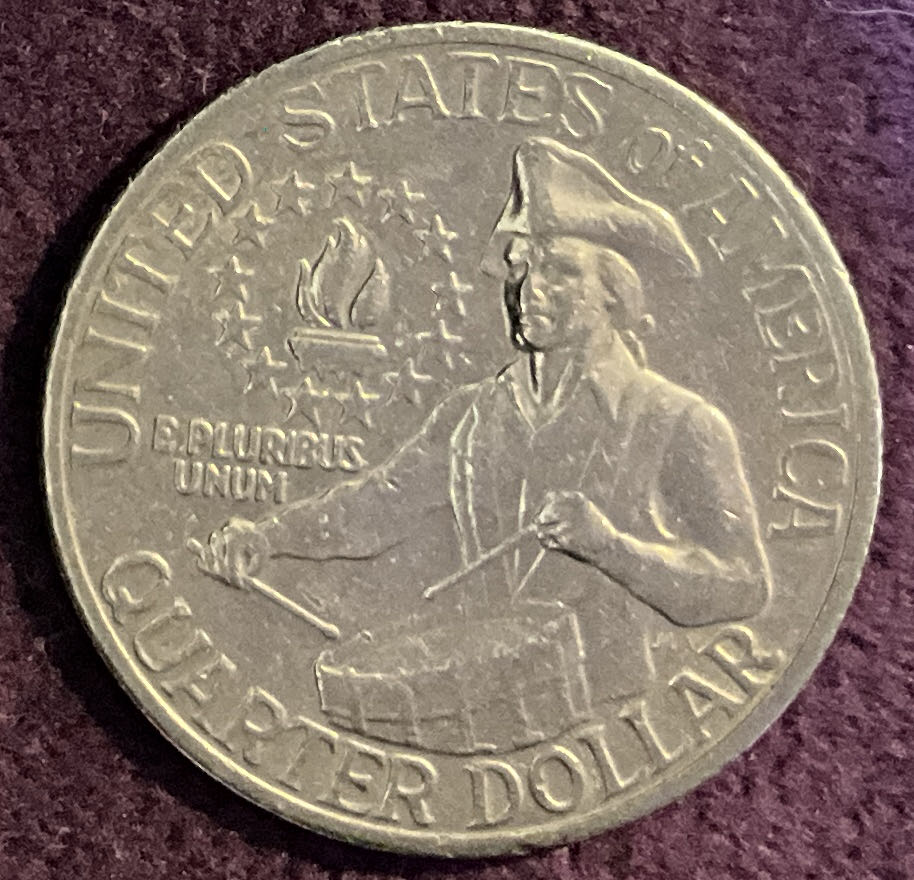 UNITED STATES OF AMERICA
E·PLURIBUS
UNUM
QUARTER DOLLAR